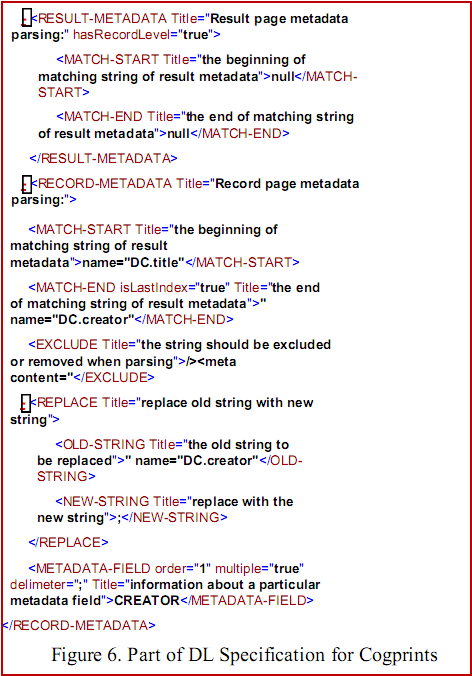 - <RESULT-METADATA Title="Result page metadata
parsing:" hasRecordLevel="true">
<MATCH-START Title="the beginning of
matching string of result metadata">null</MATCH-
START>
<MATCH-END Title="the end of matching string
of result metadata">null</MATCH-END>
</RESULT-METADATA>
- <RECORD-METADATA Title="Record page metadata
parsing:">
<MATCH-START Title="the beginning of
matching string of result
metadata">name="DC.title"</MATCH-START>
<MATCH-END isLastIndex="true" Title="the end
of matching string of result metadata">"
name="DC.creator"</MATCH-END>
<EXCLUDE Title="the string should be excluded
or removed when parsing">/><meta
content="</EXCLUDE>
- <REPLACE Title="replace old string with new
string">
<OLD-STRING Title="the old string to
be replaced">" name="DC.creator"</OLD-
STRING>
<NEW-STRING Title="replace with the
new string">;</NEW-STRING>
</REPLACE>
<METADATA-FIELD order="1" multiple="true"
delimeter=";" Title="information about a particular
metadata field">CREATOR</METADATA-FIELD>
</RECORD-METADATA>
Figure 6. Part of DL Specification for Cogprints